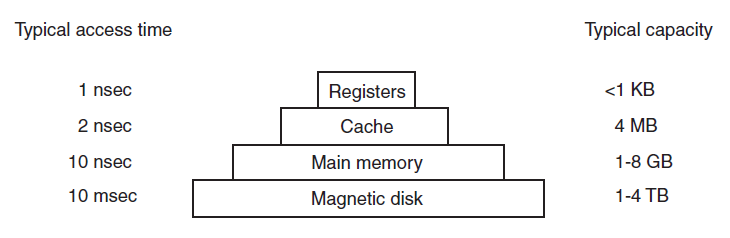 Typical access time Typical capacity
1 nsec Registers <1 KB
2 nsec Cache 4 MB
10 nsec Main memory 1-8 GB
10 msec Magnetic disk 1-4 TB